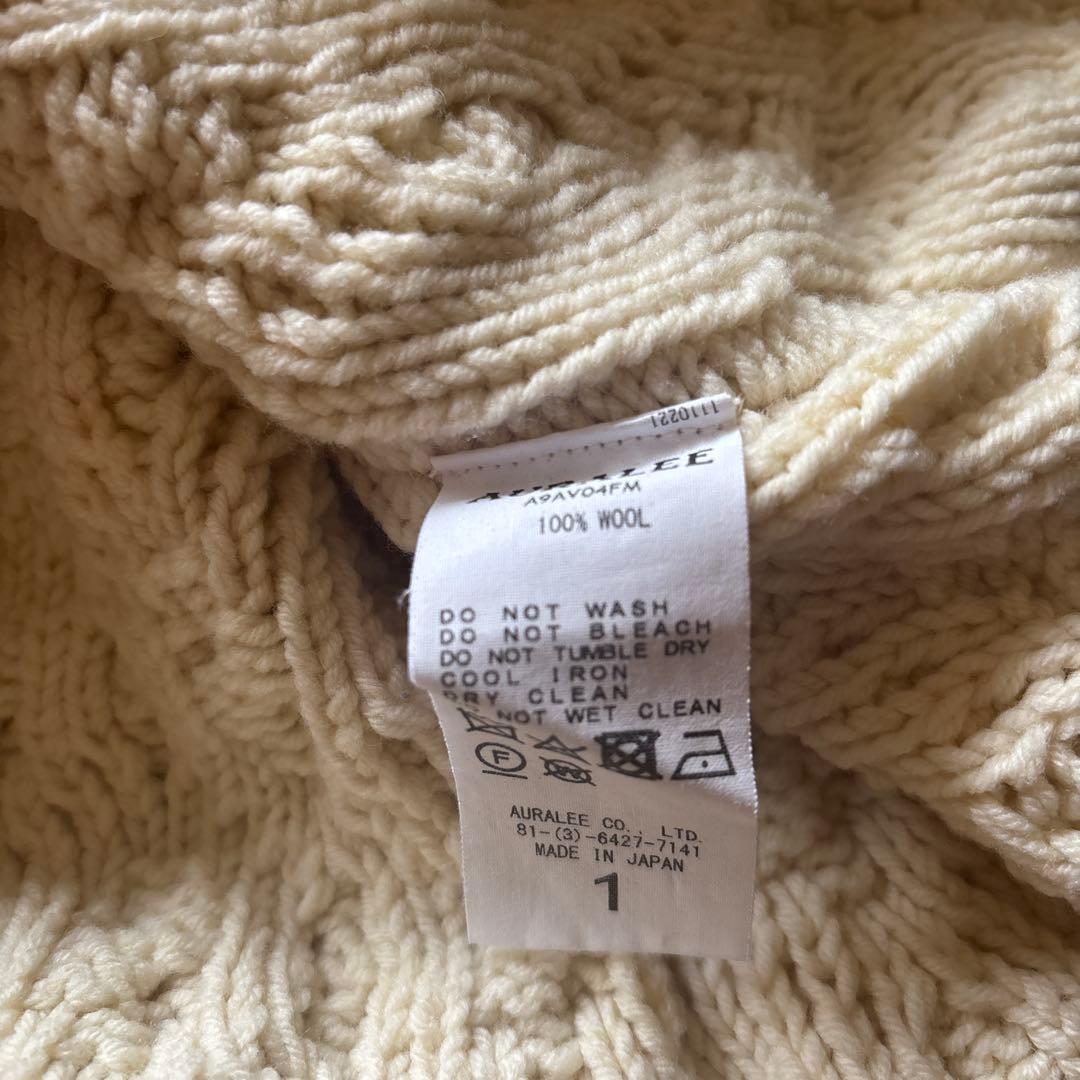 1110221
AURALEE
A9AV04FM
100% WOOL
DO NOT WASH
DO NOT BLEACH
DO NOT TUMBLE DRY
COOL IRON
DRY CLEAN
NOT WET CLEAN
F
W
AURALEE CO., LTD.
81-(3)-6427-7141
MADE IN JAPAN
1